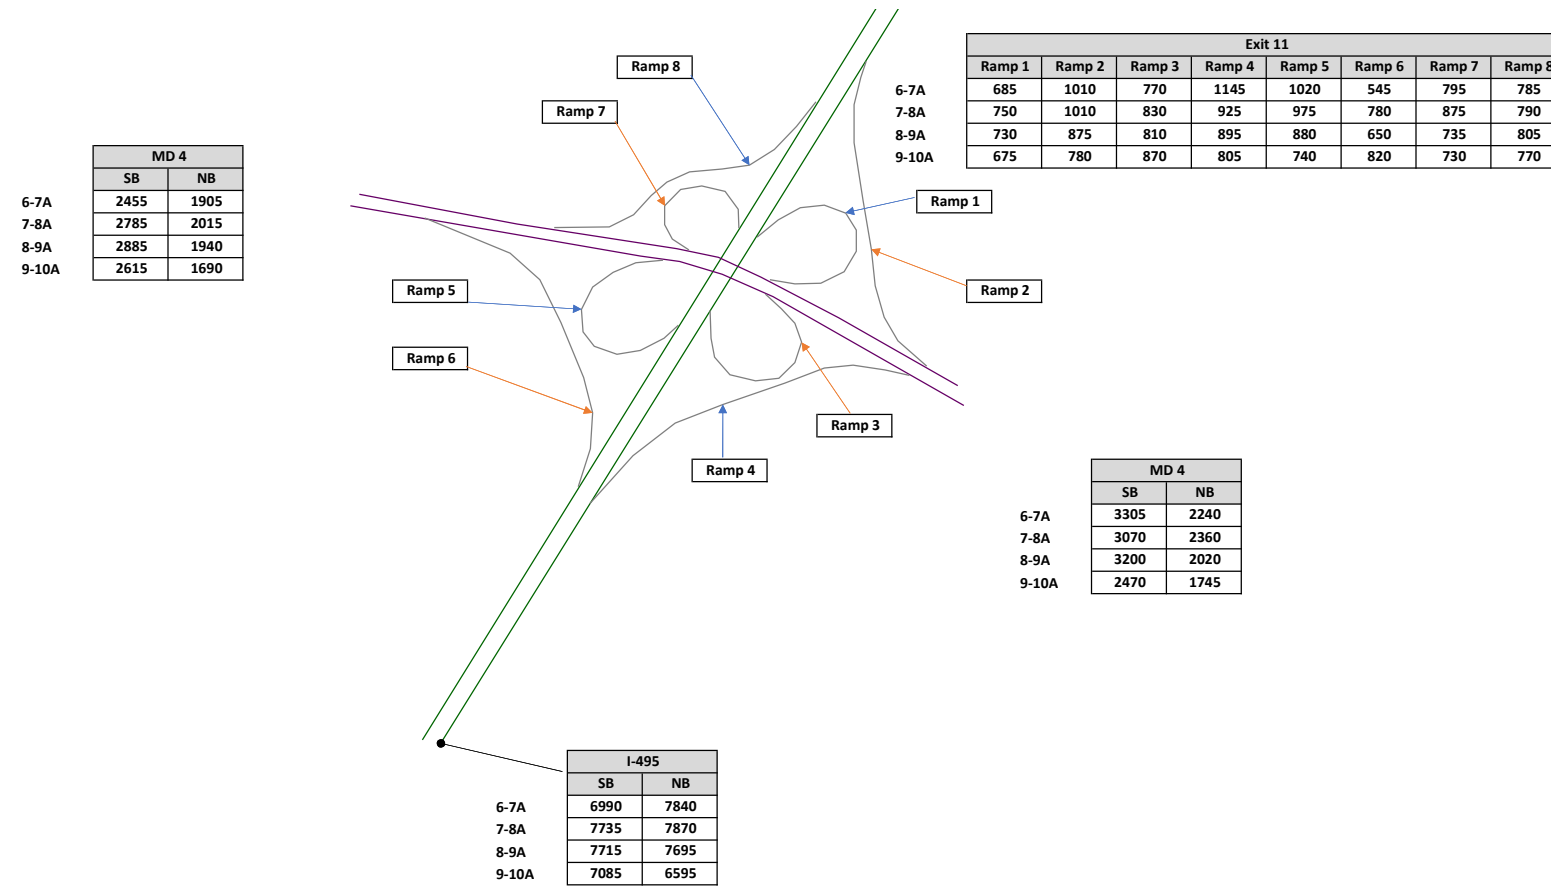 Exit 11
Ramp 1 Ramp 2 Ramp 3 Ramp 4 Ramp 5 Ramp 6 Ramp 7 Ramp 8
6-7A 685 1010 770 1145 1020 545 795 785
7-8A 750 1010 830 925 975 780 875 790
8-9A 730 875 810 895 880 650 735 805
9-10A 675 780 870 805 740 820 730 770
Ramp 8
Ramp 7
MD 4
SB NB
6-7A 2455 1905
7-8A 2785 2015
8-9A 2885 1940
9-10A 2615 1690
Ramp 1
Ramp 5
Ramp 2
Ramp 6
Ramp 3
Ramp 4
MD 4
SB NB
6-7A 3305 2240
7-8A 3070 2360
8-9A 3200 2020
9-10A 2470 1745
I-495
SB NB
6-7A 6990 7840
7-8A 7735 7870
8-9A 7715 7695
9-10A 7085 6595